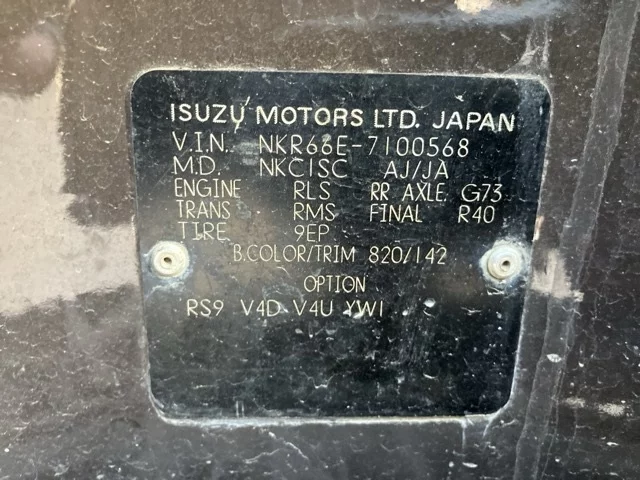 ISUZU MOTORS LTD. JAPAN
V.I.N. NKR66E-7100568
M.D. NKC1SC AJ/JA
ENGINE RLS RR AXLE G73
TRANS RMS FINAL R40
TIRE 9EP
B.COLOR/TRIM 820/142
OPTION
RS9 V4D V4U YW1